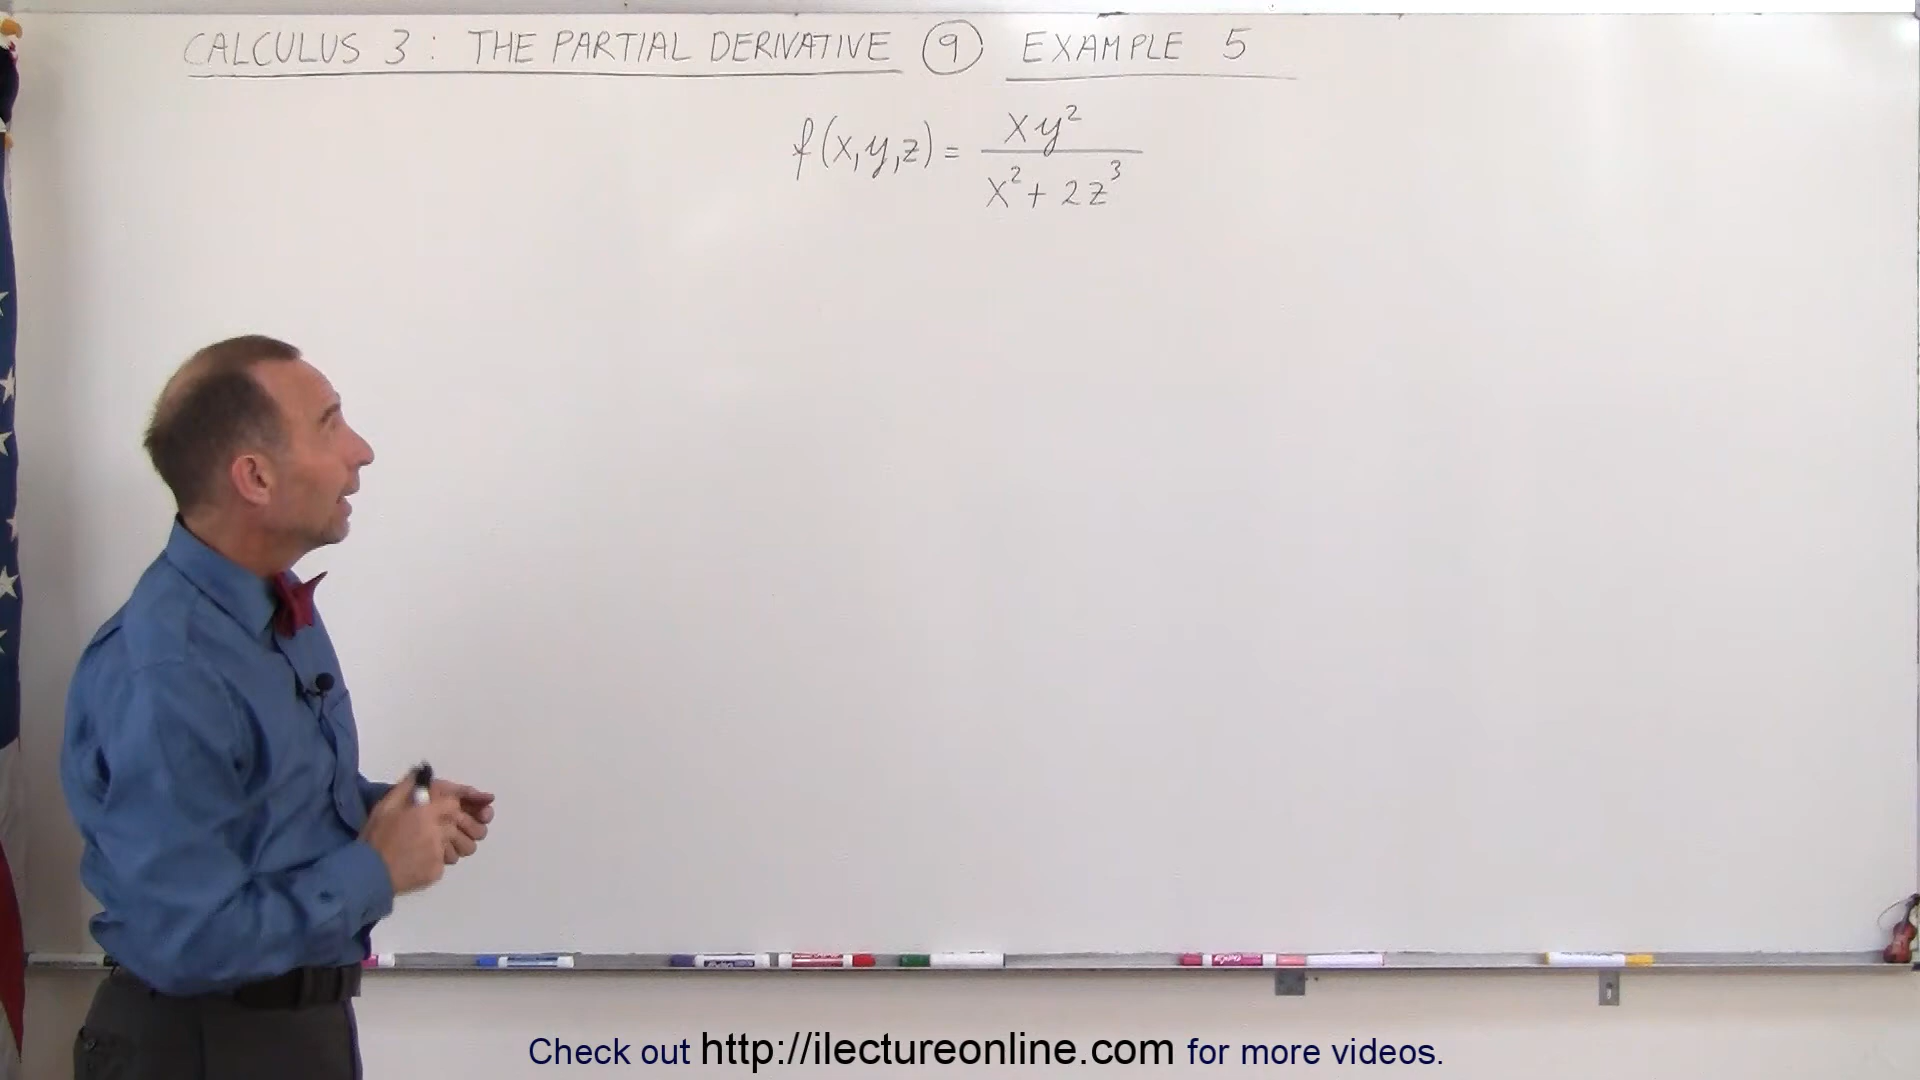 CALCULUS 3 : THE PARTIAL DERIVATIVE 9 EXAMPLE 5
f(x,y,z) = xy²
x² + 2z³
Check out http://ilectureonline.com for more videos.